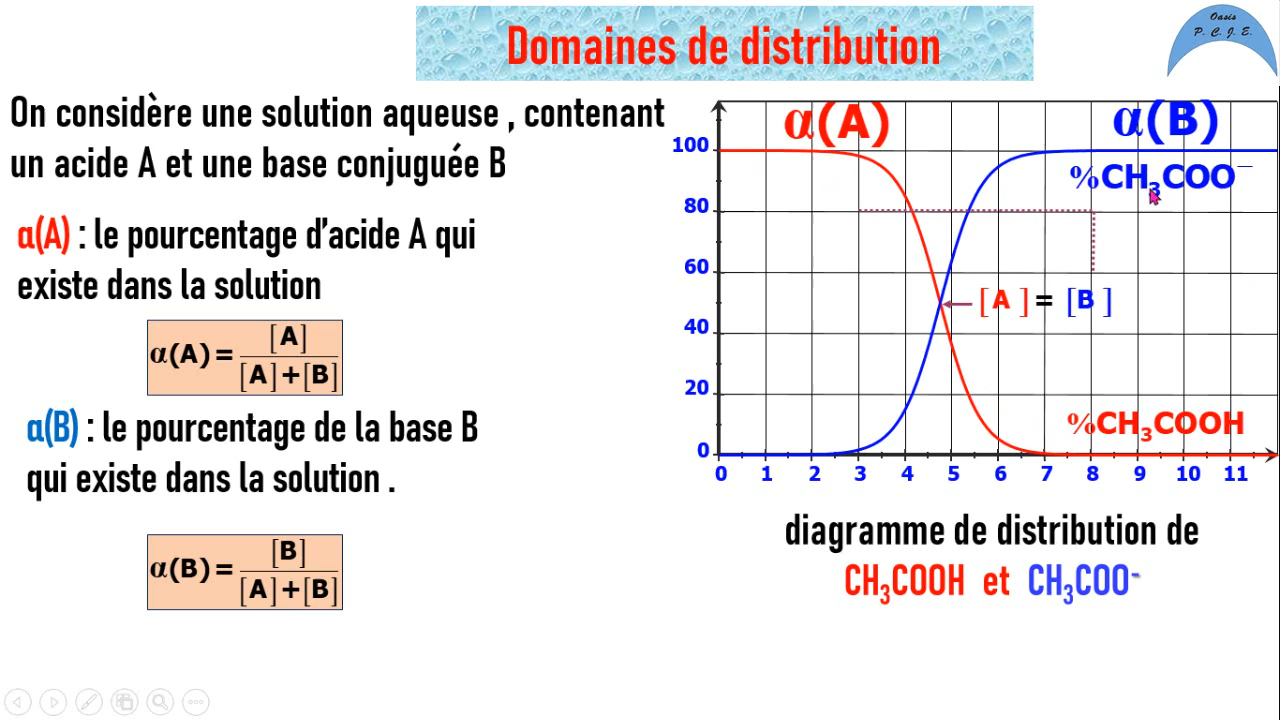 Domaines de distribution
Oasis
P. C. J. E.
On considère une solution aqueuse , contenant
un acide A et une base conjuguée B
α(A) : le pourcentage d'acide A qui
existe dans la solution
α(A) = [A] / [A]+[B]
α(B) : le pourcentage de la base B
qui existe dans la solution .
α(B) = [B] / [A]+[B]
α(A)
α(B)
%CH₃COO⁻
100
80
60
40
20
0
[A] = [B]
%CH₃COOH
0 1 2 3 4 5 6 7 8 9 10 11
diagramme de distribution de
CH₃COOH et CH₃COO⁻